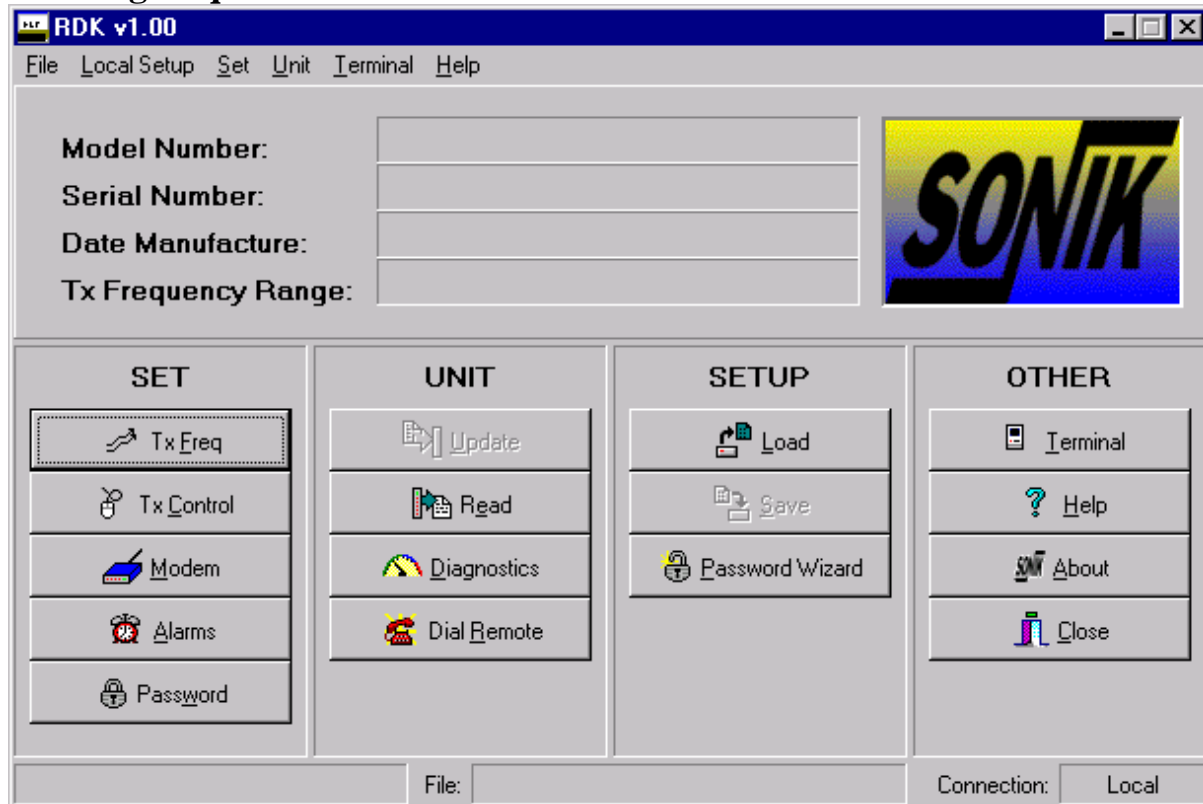 RDK v1.00
File Local Setup Set Unit Terminal Help
Model Number:
Serial Number:
Date Manufacture:
Tx Frequency Range:
SONIK
SET
Tx Freq
Tx Control
Modem
Alarms
Password
UNIT
Update
Read
Diagnostics
Dial Remote
SETUP
Load
Save
Password Wizard
OTHER
Terminal
Help
About
Close
File:
Connection: Local